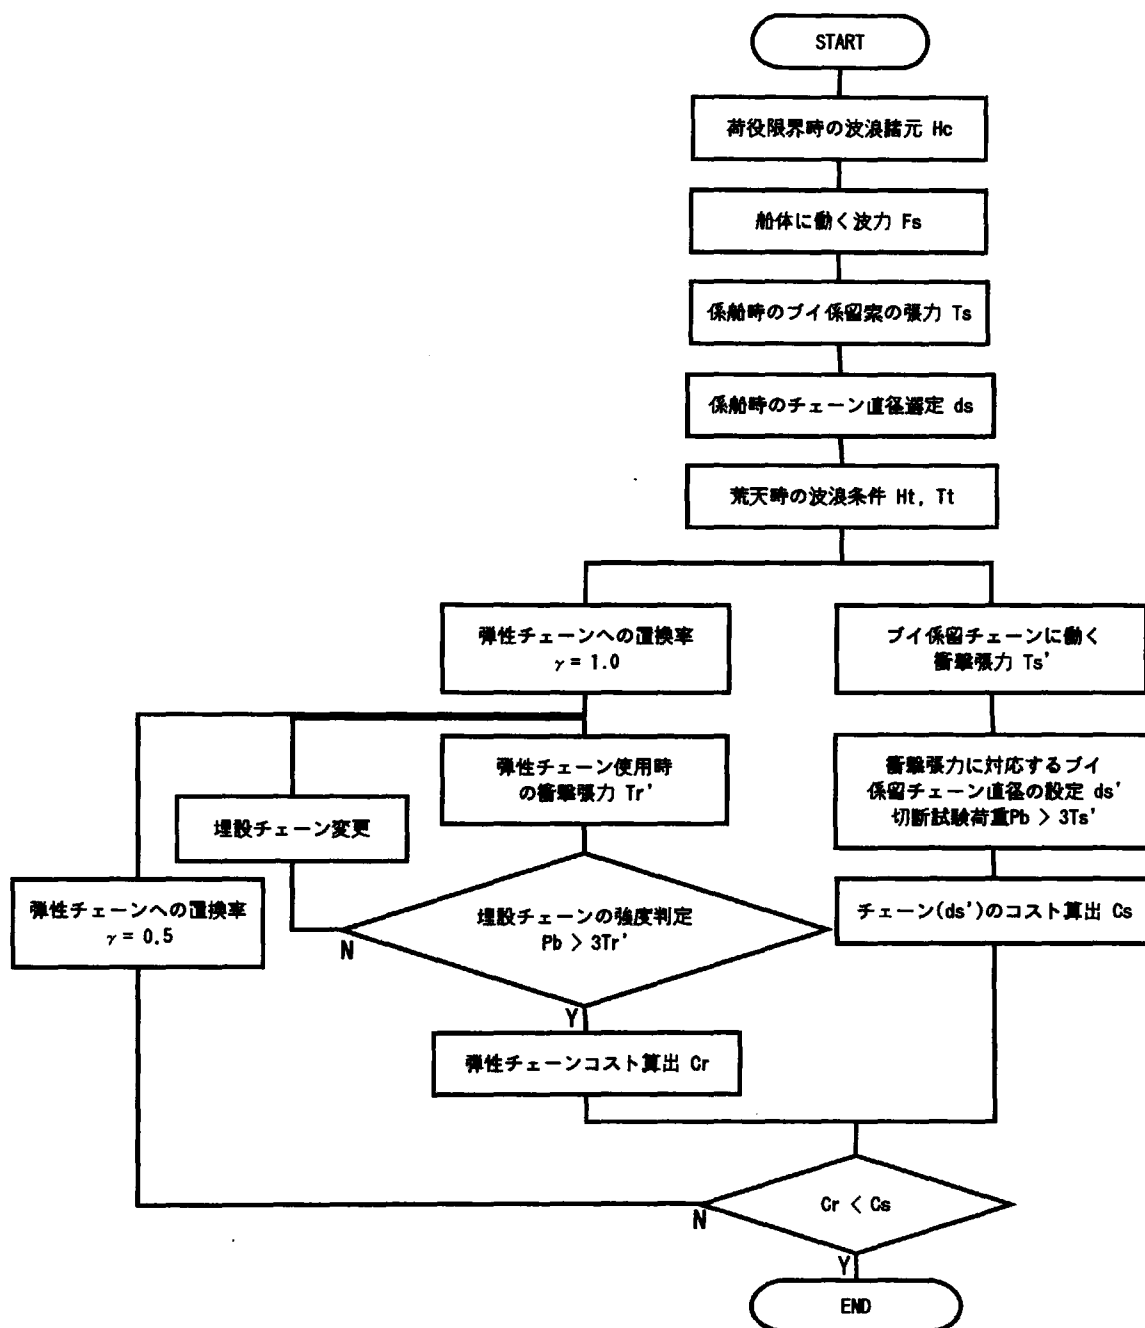 START
荷役限界時の波浪諸元 Hc
船体に働く波力 Fs
係船時のブイ係留索の張力 Ts
係船時のチェーン直径選定 ds
荒天時の波浪条件 Ht, Tt
弾性チェーンへの置換率
γ = 1.0
ブイ係留チェーンに働く
衝撃張力 Ts'
弾性チェーン使用時
の衝撃張力 Tr'
衝撃張力に対応するブイ
係留チェーン直径の設定 ds'
切断試験荷重Pb > 3Ts'
埋設チェーン変更
弾性チェーンへの置換率
γ = 0.5
埋設チェーンの強度判定
Pb > 3Tr'
N
Y
チェーン(ds')のコスト算出 Cs
弾性チェーンコスト算出 Cr
Cr < Cs
N
Y
END